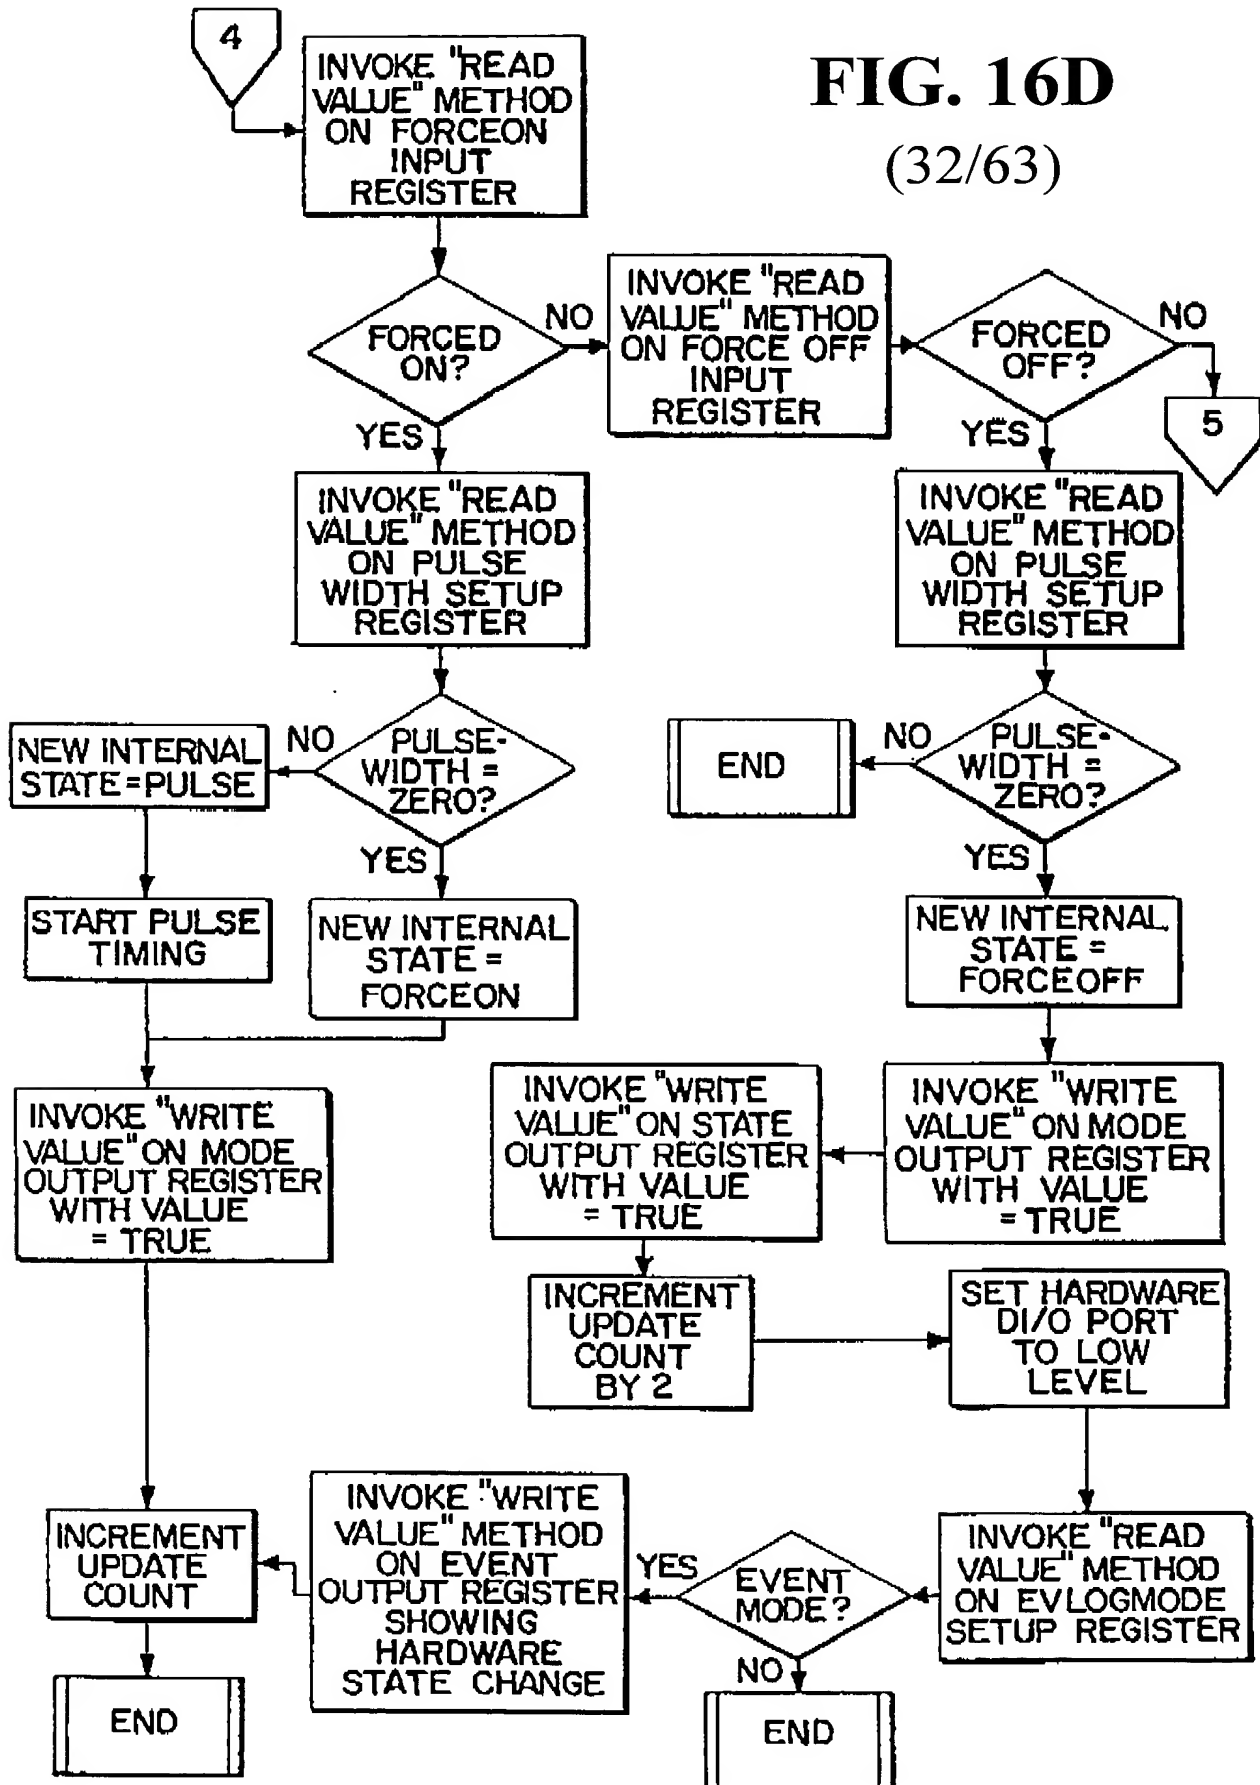 4
INVOKE "READ
VALUE" METHOD
ON FORCEON
INPUT
REGISTER
FIG. 16D
(32/63)
FORCED
ON?
NO
YES
INVOKE "READ
VALUE" METHOD
ON FORCE OFF
INPUT
REGISTER
FORCED
OFF?
NO
YES
5
INVOKE "READ
VALUE" METHOD
ON PULSE
WIDTH SETUP
REGISTER
INVOKE "READ
VALUE" METHOD
ON PULSE
WIDTH SETUP
REGISTER
NEW INTERNAL
STATE=PULSE
NO
PULSE-
WIDTH =
ZERO?
YES
END
NO
PULSE-
WIDTH =
ZERO?
YES
START PULSE
TIMING
NEW INTERNAL
STATE =
FORCEON
NEW INTERNAL
STATE =
FORCEOFF
INVOKE "WRITE
VALUE" ON MODE
OUTPUT REGISTER
WITH VALUE
= TRUE
INVOKE "WRITE
VALUE" ON STATE
OUTPUT REGISTER
WITH VALUE
= TRUE
INVOKE "WRITE
VALUE" ON MODE
OUTPUT REGISTER
WITH VALUE
= TRUE
INCREMENT
UPDATE
COUNT
BY 2
SET HARDWARE
DI/O PORT
TO LOW
LEVEL
INCREMENT
UPDATE
COUNT
INVOKE "WRITE
VALUE" METHOD
ON EVENT
OUTPUT REGISTER
SHOWING
HARDWARE
STATE CHANGE
YES
EVENT
MODE?
NO
INVOKE "READ
VALUE" METHOD
ON EVLOGMODE
SETUP REGISTER
END
END